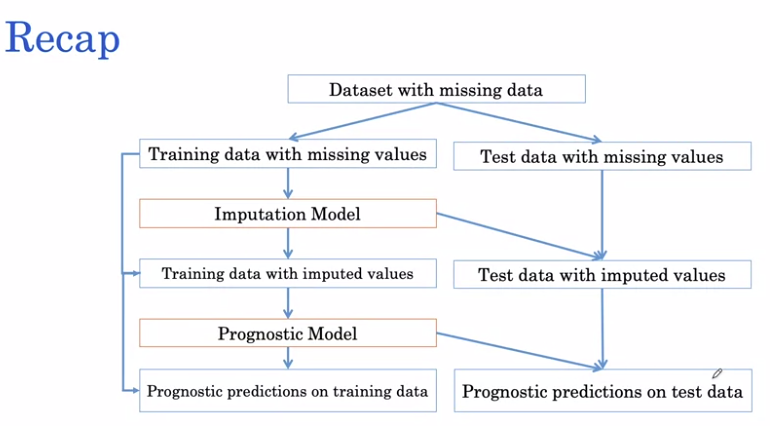 Recap
Dataset with missing data
Training data with missing values
Test data with missing values
Imputation Model
Training data with imputed values
Test data with imputed values
Prognostic Model
Prognostic predictions on training data
Prognostic predictions on test data